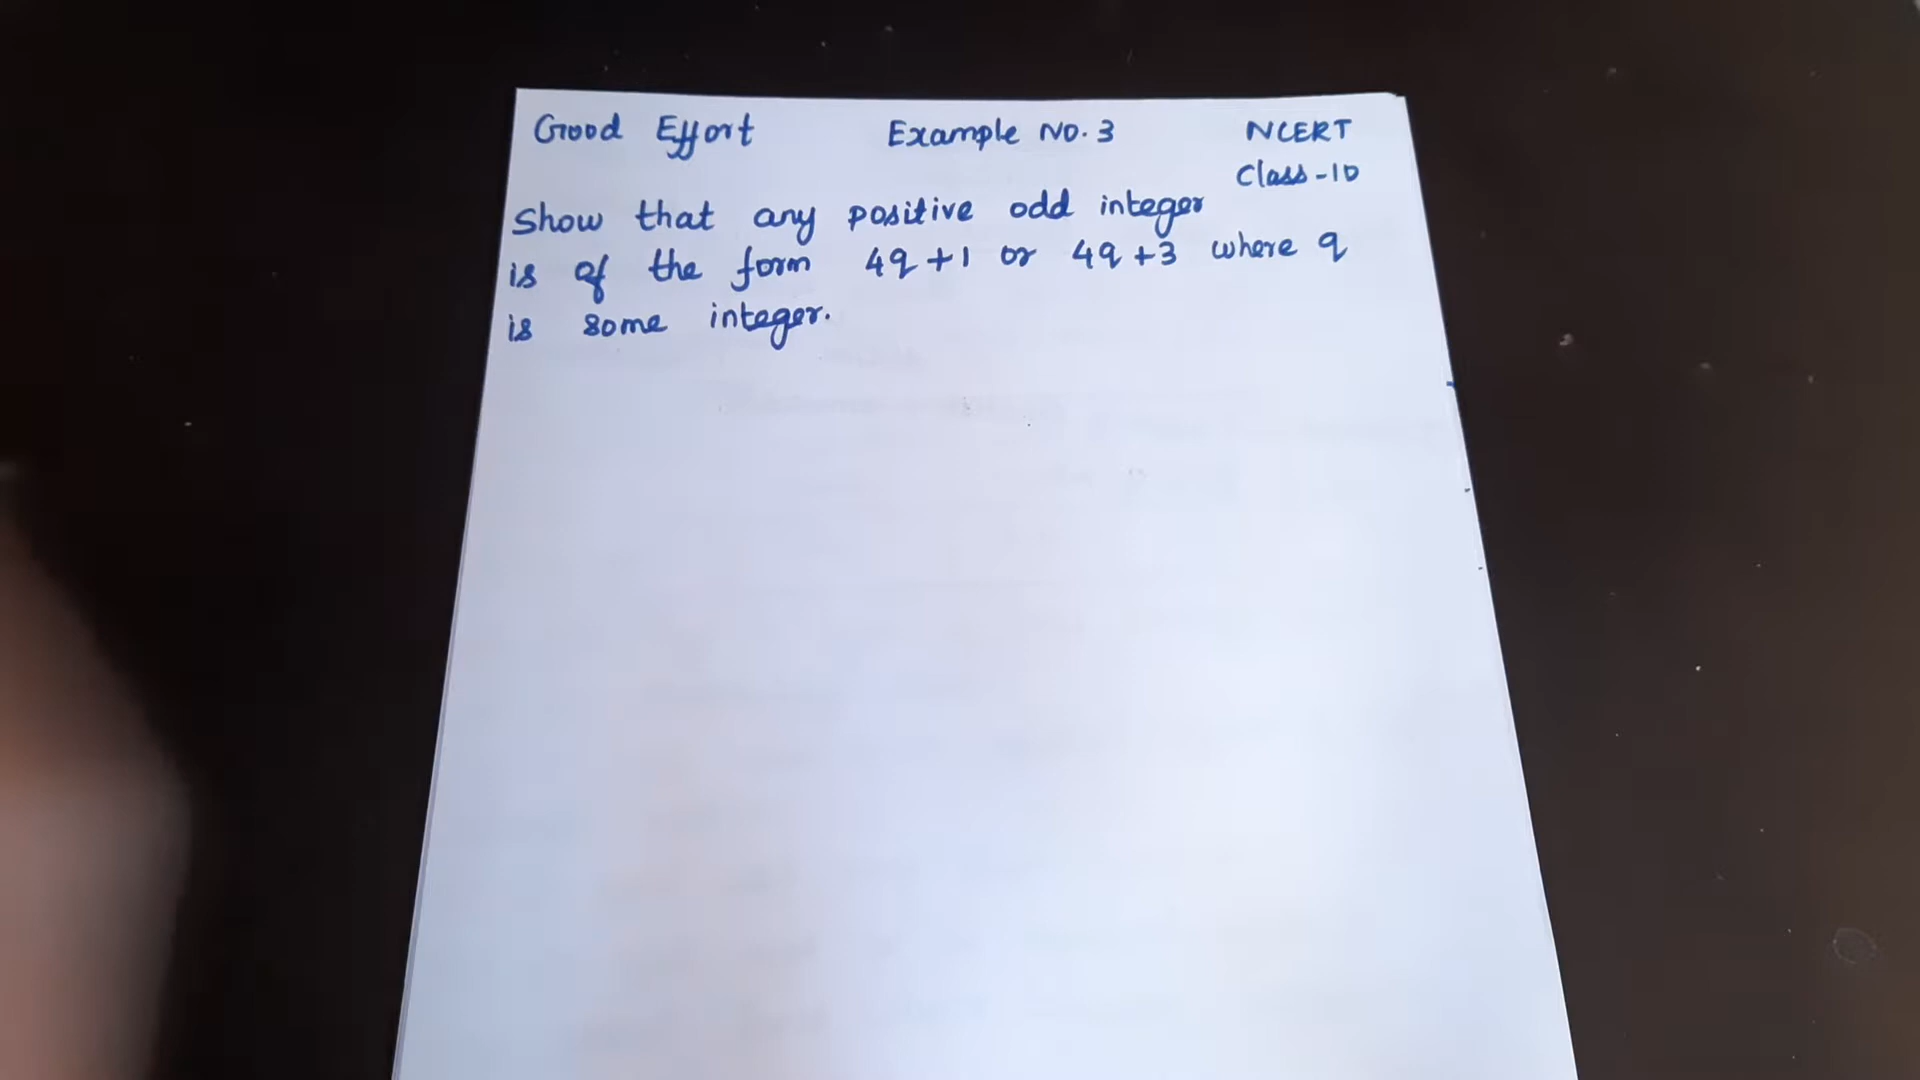 Good Effort Example No. 3 NCERT
Class-10
Show that any positive odd integer
is of the form 4q+1 or 4q+3 where q
is some integer.